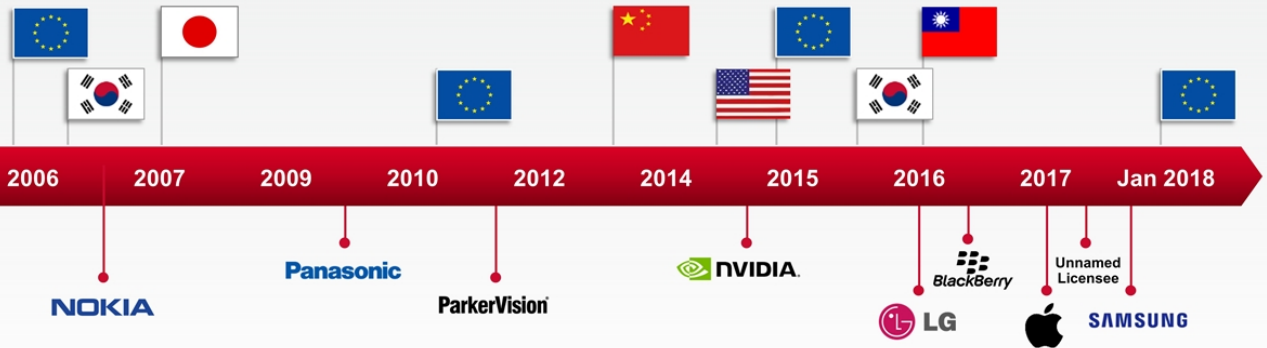 2006 2007 2009 2010 2012 2014 2015 2016 2017 Jan 2018
Panasonic
NVIDIA.
BlackBerry
Unnamed
Licensee
NOKIA
ParkerVision
LG
SAMSUNG